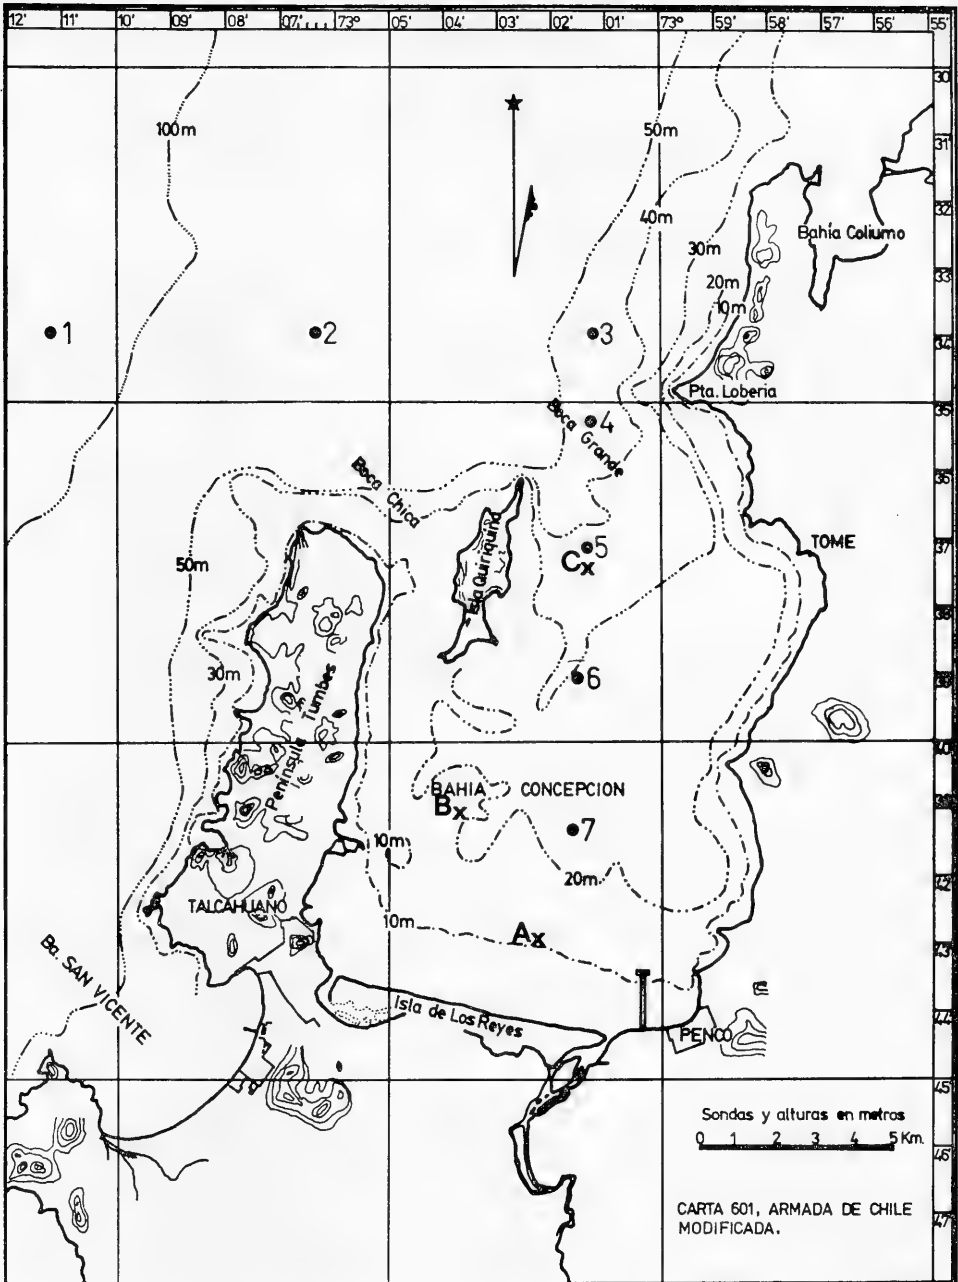 12' 11' 10' 09' 08' 07' 73° 05' 04' 03' 02' 01' 73° 59' 58' 57' 56' 55'
30
100m
50m
31'
32'
40m
Bahía Coliumo
30m
33'
20m
10m
1
2
3
34'
Pta. Loberia
35'
4
Boca Grande
Boca Chica
36'
Isla Quiriquina
TOME
37'
5
Cx
50m
38'
30m
6
39'
Península Tumbes
40'
BAHIA CONCEPCION
Bx
7
10m
20m.
42'
TALCAHUANO
10m
Ax
43'
Ba. SAN VICENTE
Isla de Los Reyes
44'
PENCO
45'
Sondas y alturas en metros
0 1 2 3 4 5 Km.
46'
CARTA 601, ARMADA DE CHILE
MODIFICADA.
47'